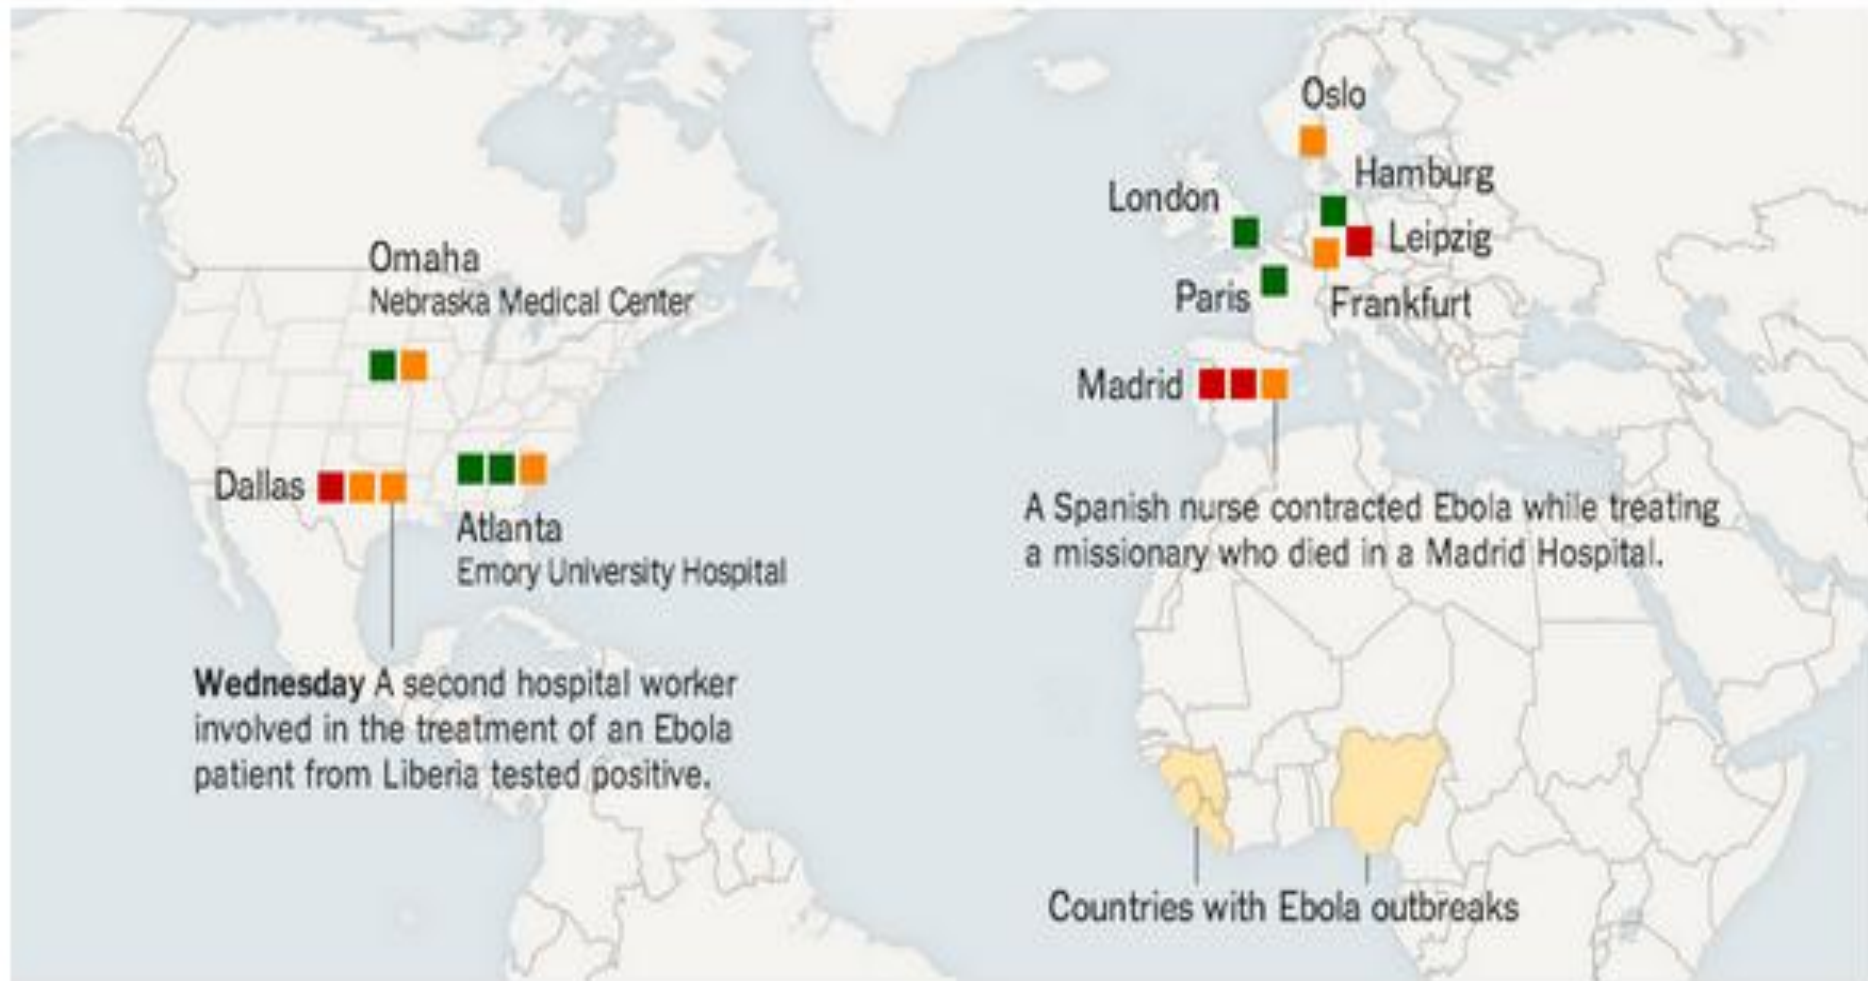 Omaha
Nebraska Medical Center
Dallas
Atlanta
Emory University Hospital
Wednesday A second hospital worker
involved in the treatment of an Ebola
patient from Liberia tested positive.
Oslo
Hamburg
London
Leipzig
Paris
Frankfurt
Madrid
A Spanish nurse contracted Ebola while treating
a missionary who died in a Madrid Hospital.
Countries with Ebola outbreaks